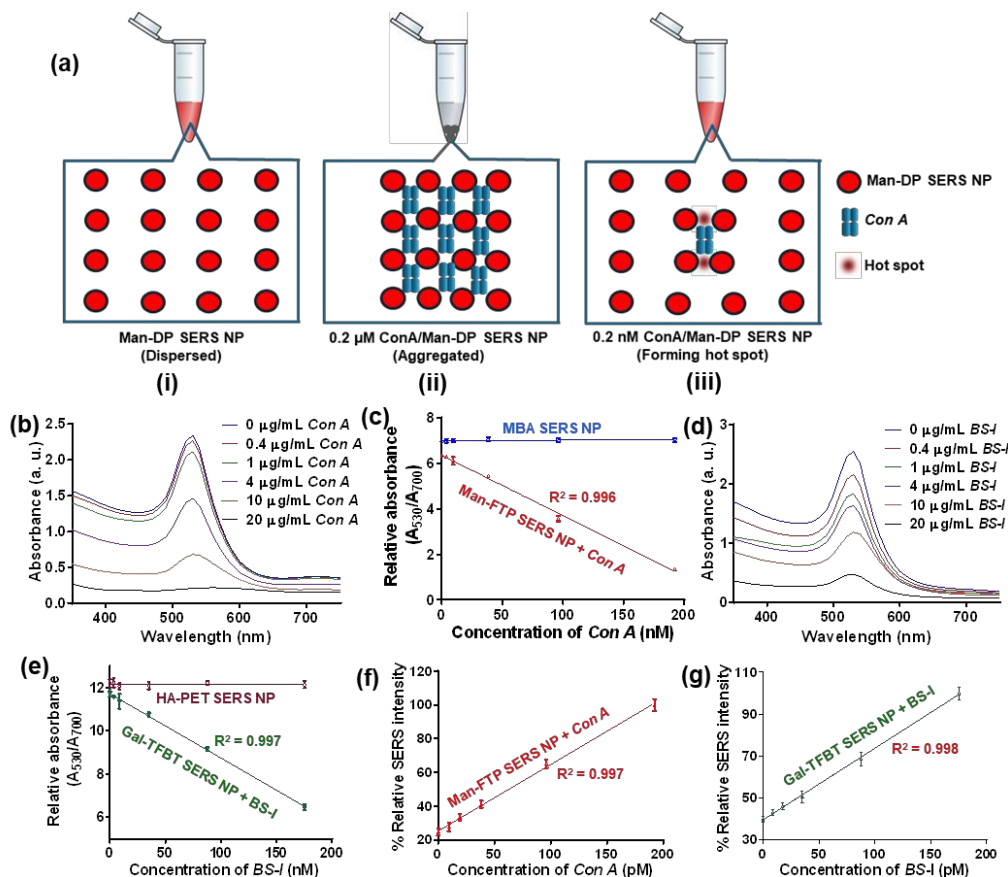 (a)
Man-DP SERS NP
Con A
Hot spot
Man-DP SERS NP
(Dispersed)
(i)
0.2 µM ConA/Man-DP SERS NP
(Aggregated)
(ii)
0.2 nM ConA/Man-DP SERS NP
(Forming hot spot)
(iii)
(b)
0 µg/mL Con A
0.4 µg/mL Con A
1 µg/mL Con A
4 µg/mL Con A
10 µg/mL Con A
20 µg/mL Con A
Absorbance (a. u.)
2.5
2.0
1.5
1.0
0.5
0.0
400 500 600 700
Wavelength (nm)
(c)
MBA SERS NP
R² = 0.996
Man-FTP SERS NP + Con A
Relative absorbance
(A530/A700)
8
6
4
2
0
0 50 100 150 200
Concentration of Con A (nM)
(d)
0 µg/mL BS-I
0.4 µg/mL BS-I
1 µg/mL BS-I
4 µg/mL BS-I
10 µg/mL BS-I
20 µg/mL BS-I
Absorbance (a. u.)
3.0
2.5
2.0
1.5
1.0
0.5
0.0
400 500 600 700
Wavelength (nm)
(e)
HA-PET SERS NP
R² = 0.997
Gal-TFBT SERS NP + BS-I
Relative absorbance
(A530/A700)
12
10
8
6
0 50 100 150
Concentration of BS-I (nM)
(f)
Man-FTP SERS NP + Con A
R² = 0.997
% Relative SERS intensity
120
100
80
60
40
20
0 50 100 150 200
Concentration of Con A (pM)
(g)
Gal-TFBT SERS NP + BS-I
R² = 0.998
% Relative SERS intensity
110
90
70
50
30
0 50 100 150 200
Concentration of BS-I (pM)